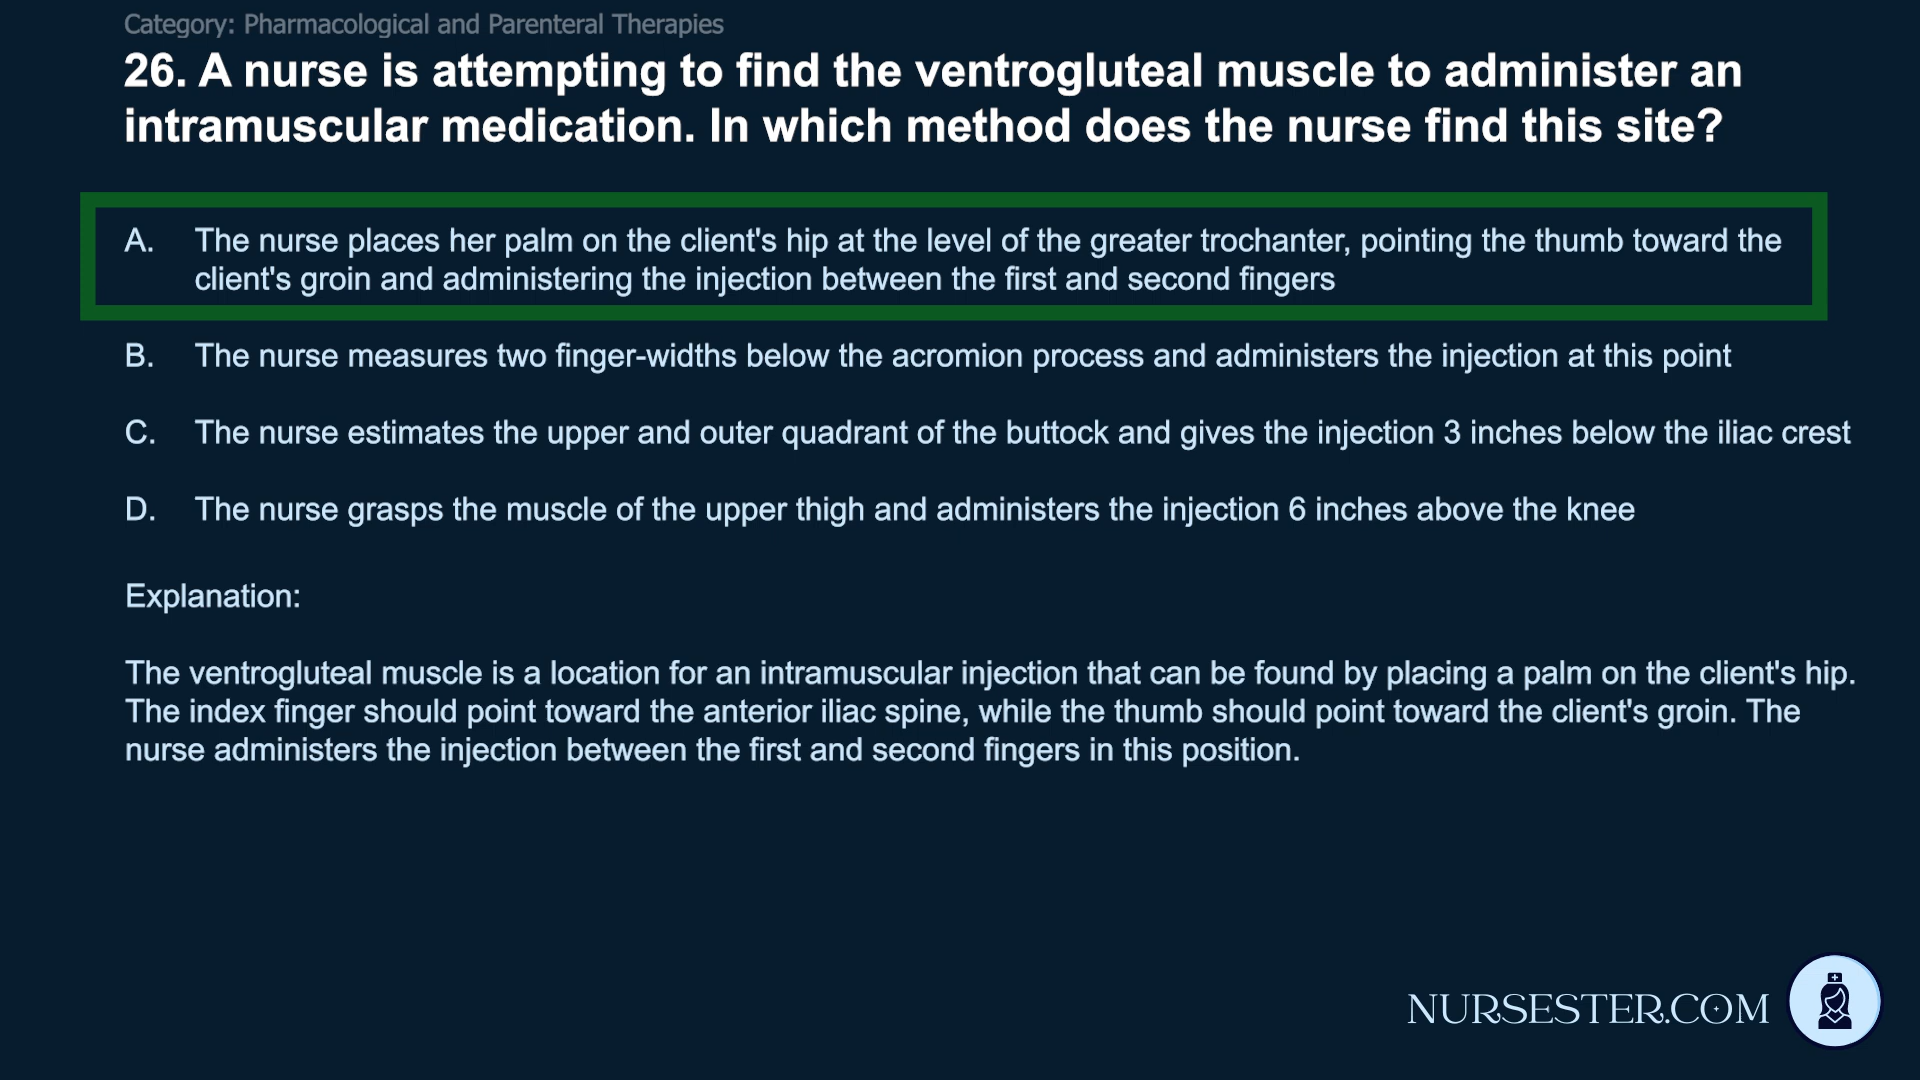 Category: Pharmacological and Parenteral Therapies
26. A nurse is attempting to find the ventrogluteal muscle to administer an
intramuscular medication. In which method does the nurse find this site?
A. The nurse places her palm on the client's hip at the level of the greater trochanter, pointing the thumb toward the
client's groin and administering the injection between the first and second fingers
B. The nurse measures two finger-widths below the acromion process and administers the injection at this point
C. The nurse estimates the upper and outer quadrant of the buttock and gives the injection 3 inches below the iliac crest
D. The nurse grasps the muscle of the upper thigh and administers the injection 6 inches above the knee
Explanation:
The ventrogluteal muscle is a location for an intramuscular injection that can be found by placing a palm on the client's hip.
The index finger should point toward the anterior iliac spine, while the thumb should point toward the client's groin. The
nurse administers the injection between the first and second fingers in this position.
NURSESTER.COM